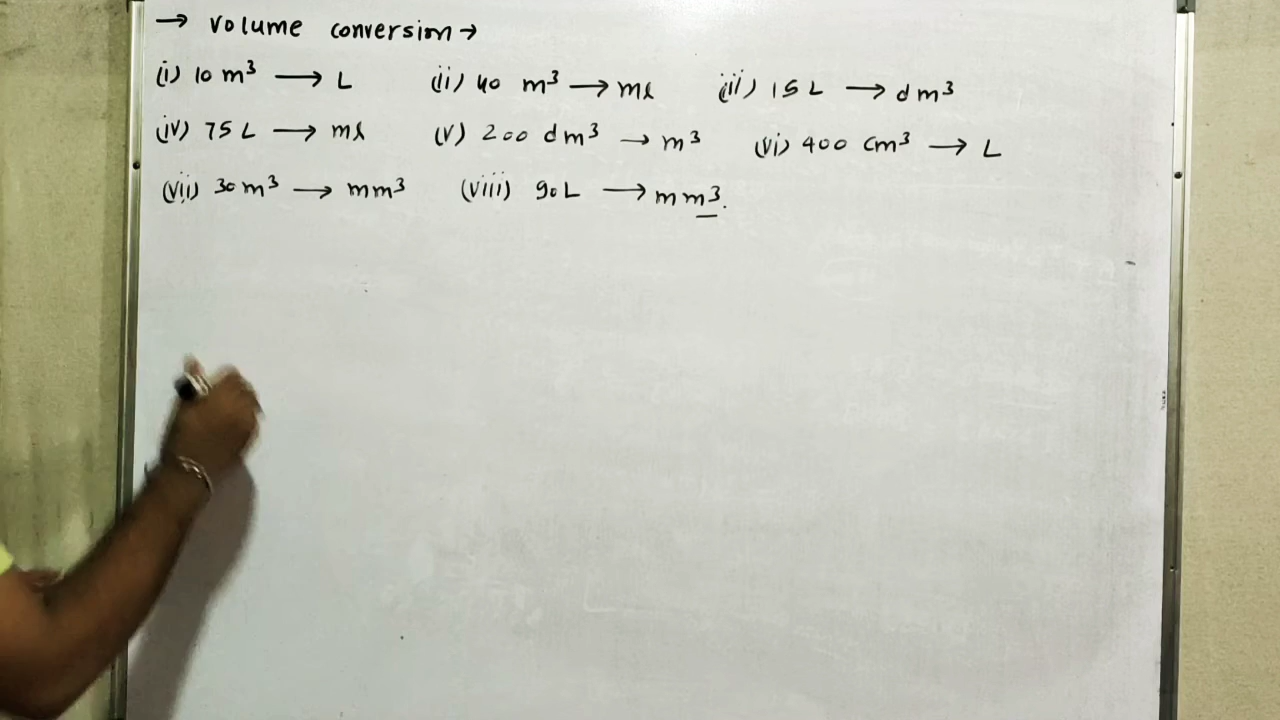 → volume conversion →
(i) 10 m³ → L (ii) 40 m³ → ml (iii) 15 L → dm³
(iv) 75 L → ml (v) 200 dm³ → m³ (vi) 400 cm³ → L
(vii) 30 m³ → mm³ (viii) 90 L → mm³.